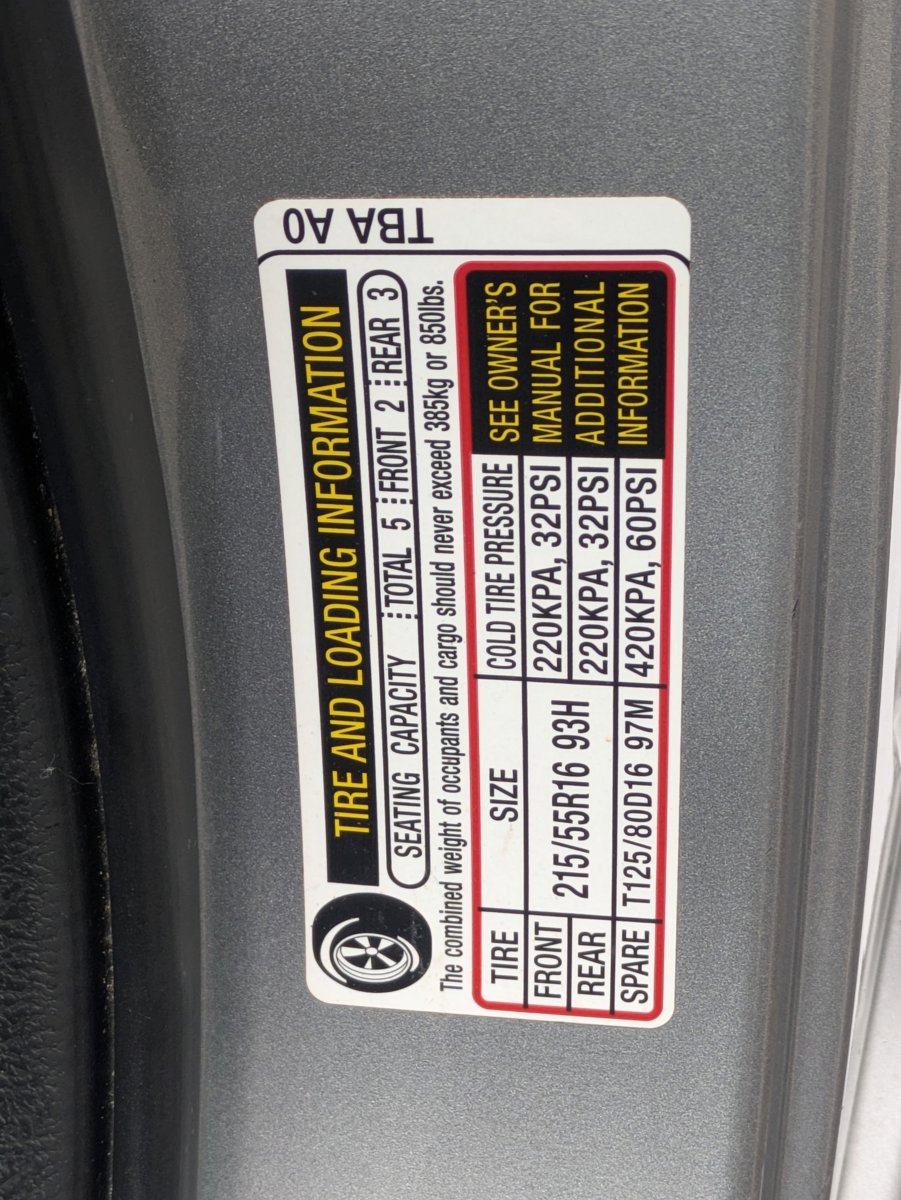 TBA A0
TIRE AND LOADING INFORMATION
SEATING CAPACITY TOTAL 5 FRONT 2 REAR 3
The combined weight of occupants and cargo should never exceed 385kg or 850lbs.
TIRE SIZE COLD TIRE PRESSURE
FRONT 215/55R16 93H 220KPA, 32PSI
REAR 220KPA, 32PSI
SPARE T125/80D16 97M 420KPA, 60PSI
SEE OWNER'S
MANUAL FOR
ADDITIONAL
INFORMATION